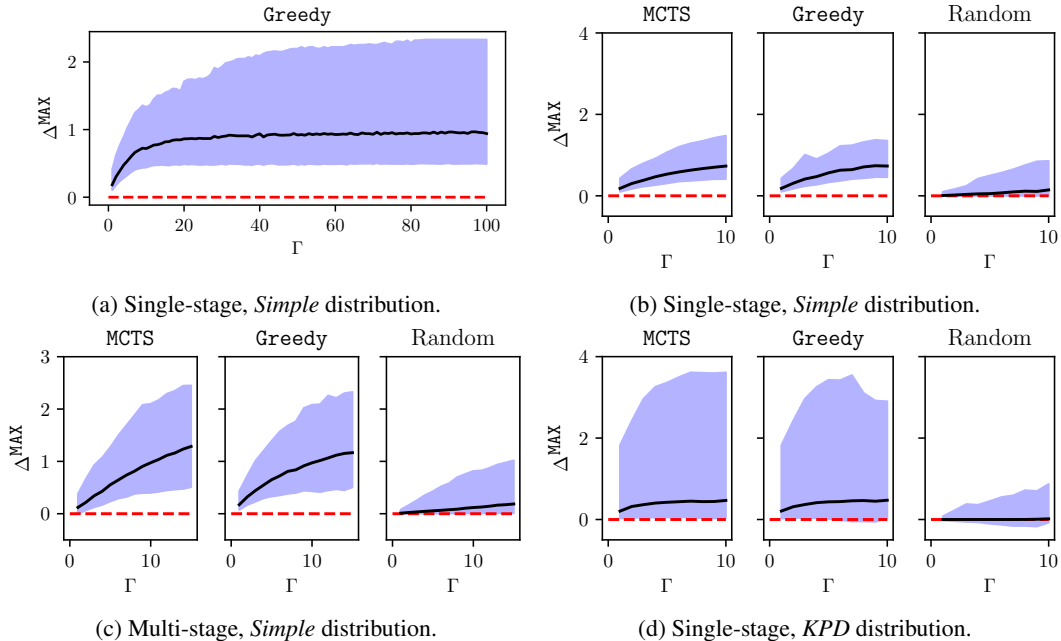 Greedy
2
1
0
Δ^MAX
0 20 40 60 80 100
Γ
(a) Single-stage, Simple distribution.
MCTS Greedy Random
4
2
0
Δ^MAX
0 10 0 10 0 10
Γ Γ Γ
(b) Single-stage, Simple distribution.
MCTS Greedy Random
3
2
1
0
Δ^MAX
0 10 0 10 0 10
Γ Γ Γ
(c) Multi-stage, Simple distribution.
MCTS Greedy Random
4
2
0
Δ^MAX
0 10 0 10 0 10
Γ Γ Γ
(d) Single-stage, KPD distribution.